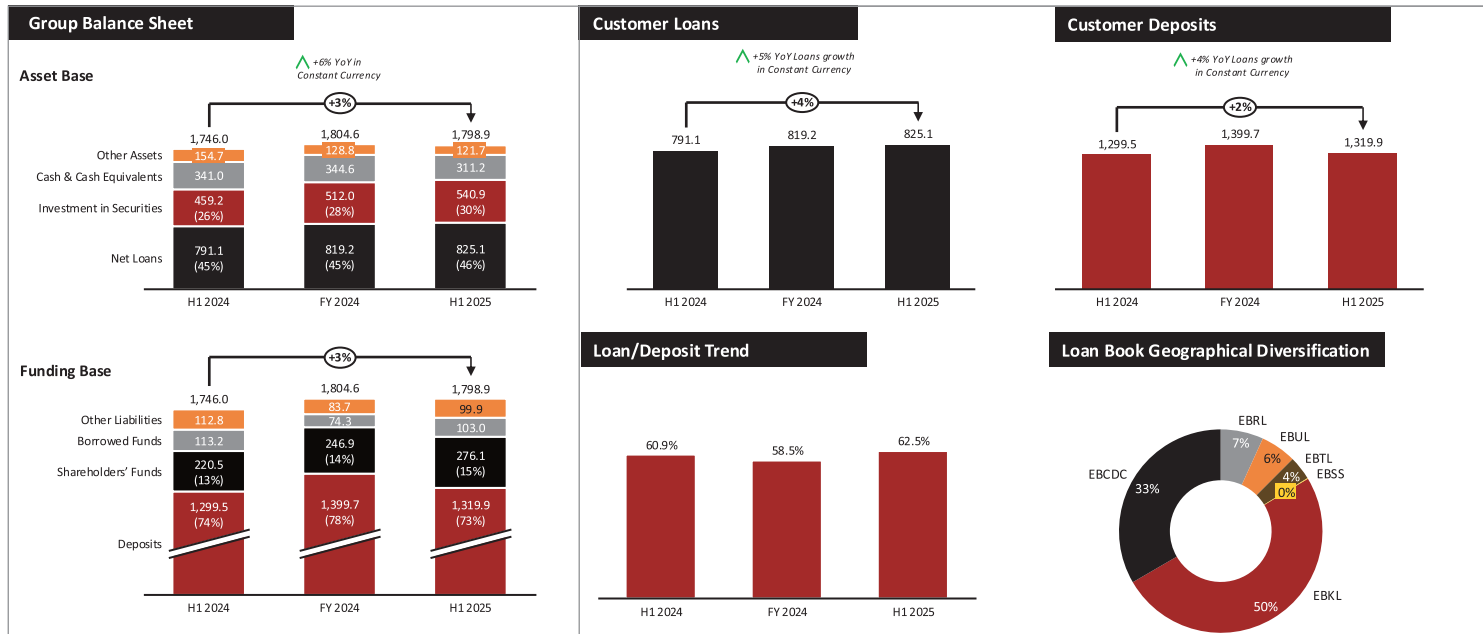 Group Balance Sheet
Asset Base
+6% YoY in
Constant Currency
+3%
1,746.0
1,804.6
1,798.9
Other Assets
154.7
128.8
121.7
Cash & Cash Equivalents
341.0
344.6
311.2
Investment in Securities
459.2
(26%)
512.0
(28%)
540.9
(30%)
Net Loans
791.1
(45%)
819.2
(45%)
825.1
(46%)
H1 2024
FY 2024
H1 2025
Funding Base
+3%
1,746.0
1,804.6
1,798.9
Other Liabilities
112.8
83.7
99.9
Borrowed Funds
113.2
74.3
103.0
Shareholders’ Funds
220.5
(13%)
246.9
(14%)
276.1
(15%)
1,299.5
(74%)
1,399.7
(78%)
1,319.9
(73%)
Deposits
H1 2024
FY 2024
H1 2025
Customer Loans
+5% YoY Loans growth
in Constant Currency
+4%
791.1
819.2
825.1
H1 2024
FY 2024
H1 2025
Customer Deposits
+4% YoY Loans growth
in Constant Currency
+2%
1,299.5
1,399.7
1,319.9
H1 2024
FY 2024
H1 2025
Loan/Deposit Trend
60.9%
58.5%
62.5%
H1 2024
FY 2024
H1 2025
Loan Book Geographical Diversification
EBRL
7%
EBUL
6%
EBTL
4%
EBSS
0%
EBCDC
33%
EBKL
50%